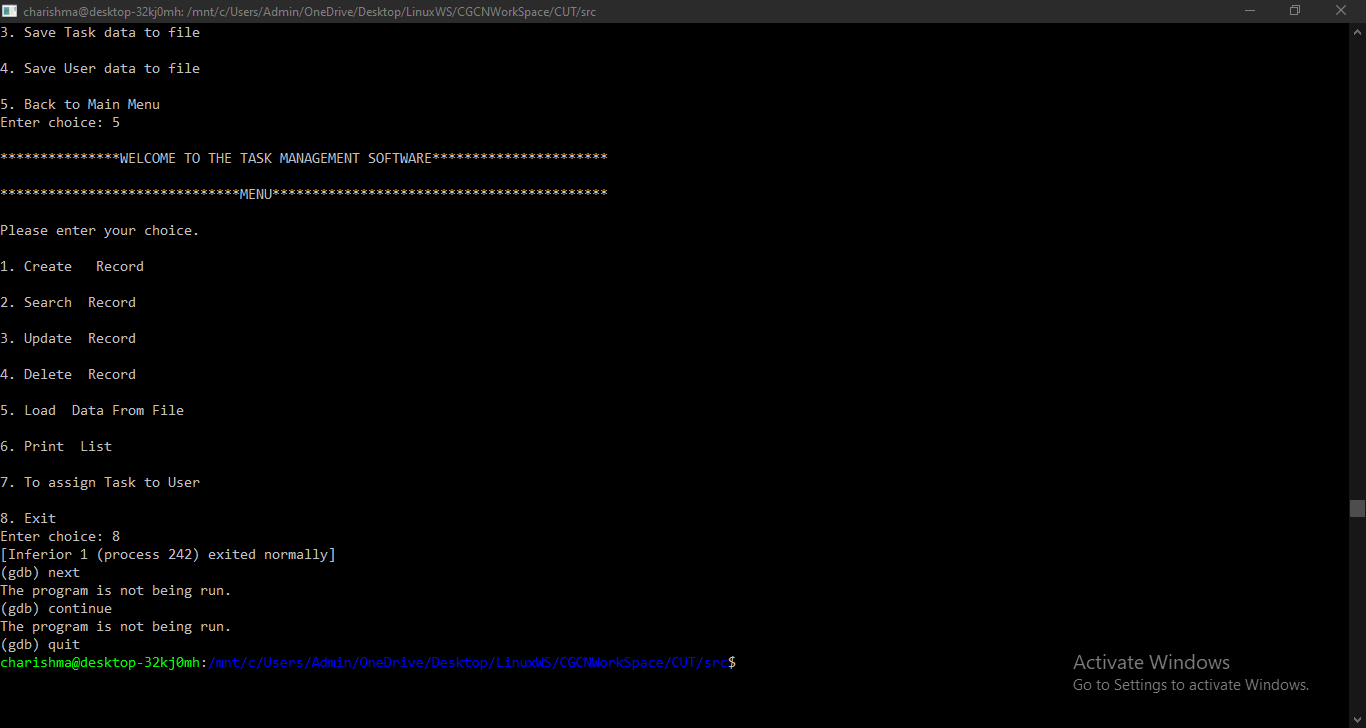 charishma@desktop-32kj0mh: /mnt/c/Users/Admin/OneDrive/Desktop/LinuxWS/CGCNWorkSpace/CUT/src
3. Save Task data to file
4. Save User data to file
5. Back to Main Menu
Enter choice: 5
***************WELCOME TO THE TASK MANAGEMENT SOFTWARE**********************
******************************MENU******************************************
Please enter your choice.
1. Create   Record
2. Search  Record
3. Update  Record
4. Delete  Record
5. Load  Data From File
6. Print  List
7. To assign Task to User
8. Exit
Enter choice: 8
[Inferior 1 (process 242) exited normally]
(gdb) next
The program is not being run.
(gdb) continue
The program is not being run.
(gdb) quit
charishma@desktop-32kj0mh:/mnt/c/Users/Admin/OneDrive/Desktop/LinuxWS/CGCNWorkSpace/CUT/src$
Activate Windows
Go to Settings to activate Windows.